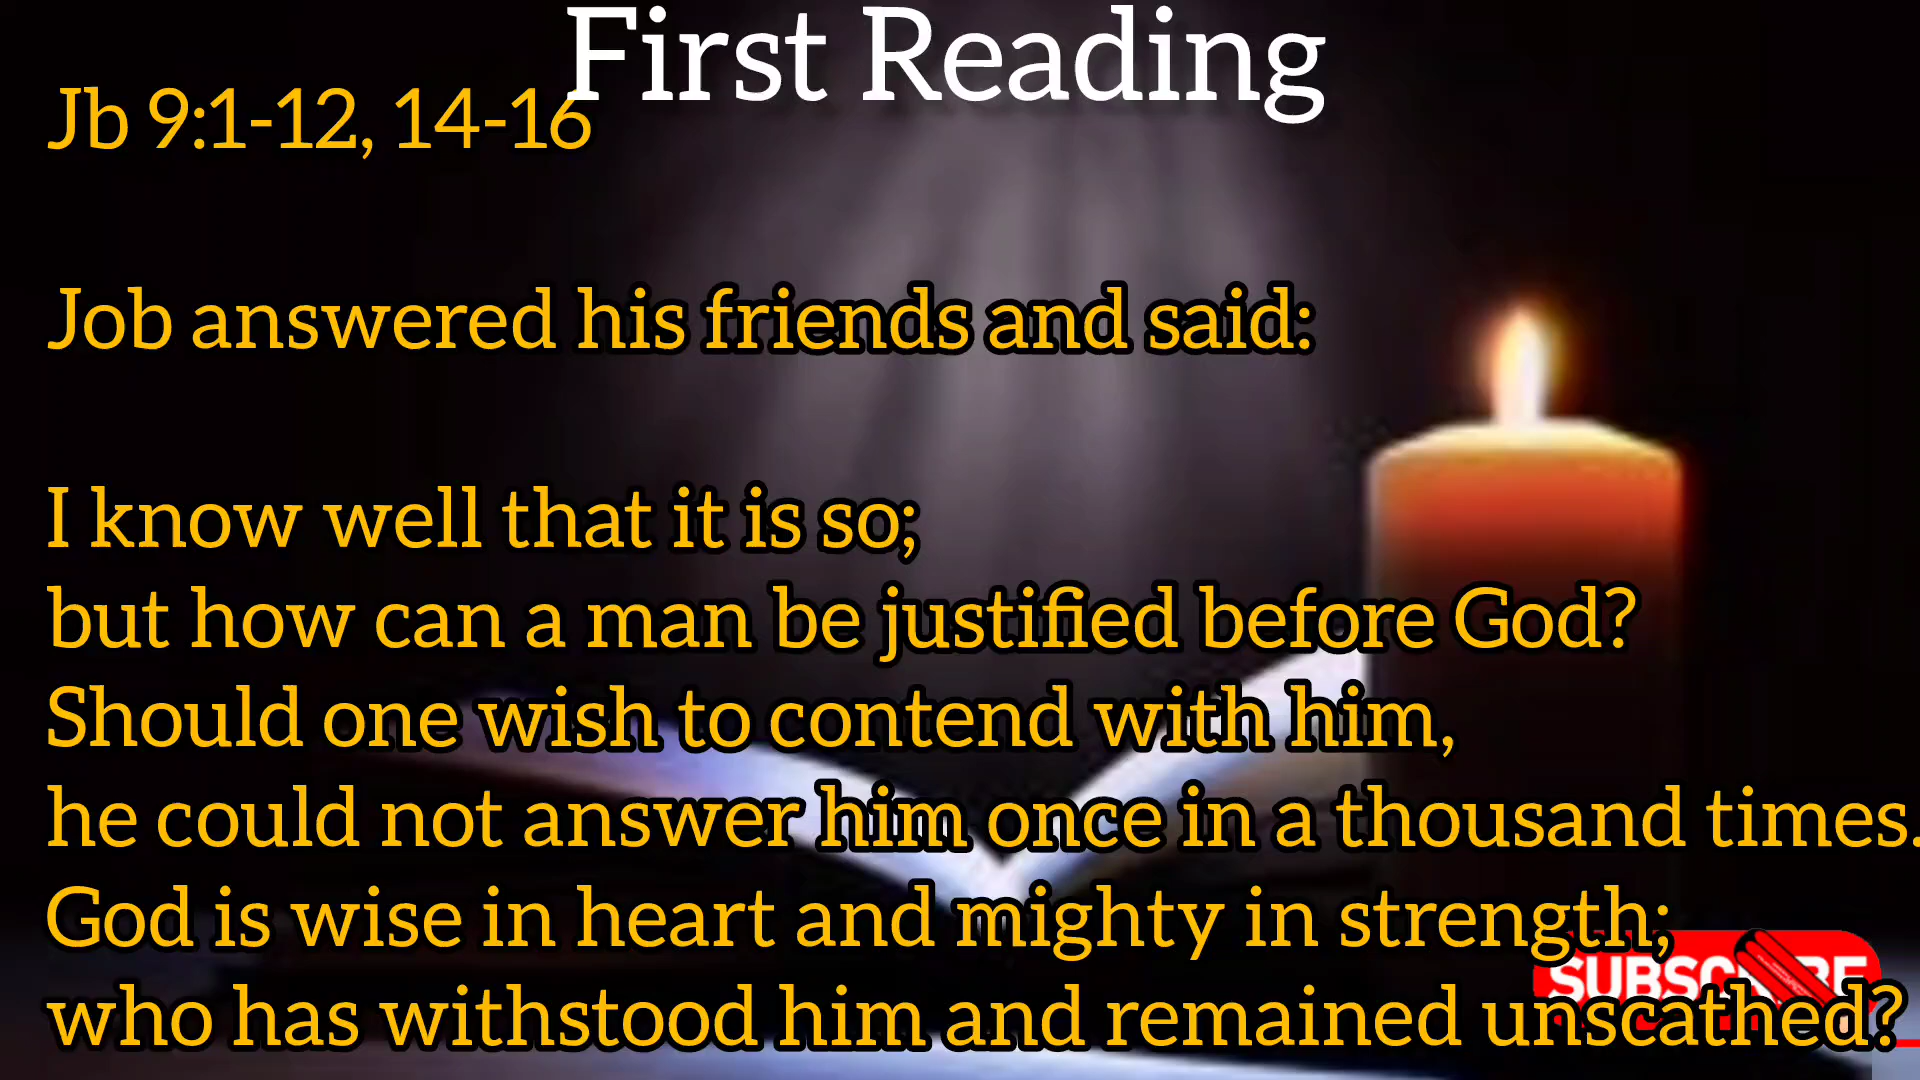 First Reading
Jb 9:1-12, 14-16
Job answered his friends and said:
I know well that it is so;
but how can a man be justified before God?
Should one wish to contend with him,
he could not answer him once in a thousand times.
God is wise in heart and mighty in strength;
who has withstood him and remained unscathed?